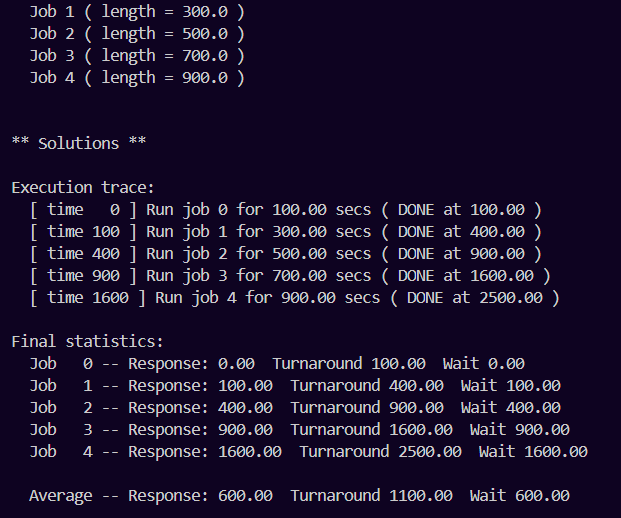 Job 1 ( length = 300.0 )
Job 2 ( length = 500.0 )
Job 3 ( length = 700.0 )
Job 4 ( length = 900.0 )
** Solutions **
Execution trace:
[ time   0 ] Run job 0 for 100.00 secs ( DONE at 100.00 )
[ time 100 ] Run job 1 for 300.00 secs ( DONE at 400.00 )
[ time 400 ] Run job 2 for 500.00 secs ( DONE at 900.00 )
[ time 900 ] Run job 3 for 700.00 secs ( DONE at 1600.00 )
[ time 1600 ] Run job 4 for 900.00 secs ( DONE at 2500.00 )
Final statistics:
Job   0 -- Response: 0.00  Turnaround 100.00  Wait 0.00
Job   1 -- Response: 100.00  Turnaround 400.00  Wait 100.00
Job   2 -- Response: 400.00  Turnaround 900.00  Wait 400.00
Job   3 -- Response: 900.00  Turnaround 1600.00  Wait 900.00
Job   4 -- Response: 1600.00  Turnaround 2500.00  Wait 1600.00
Average -- Response: 600.00  Turnaround 1100.00  Wait 600.00